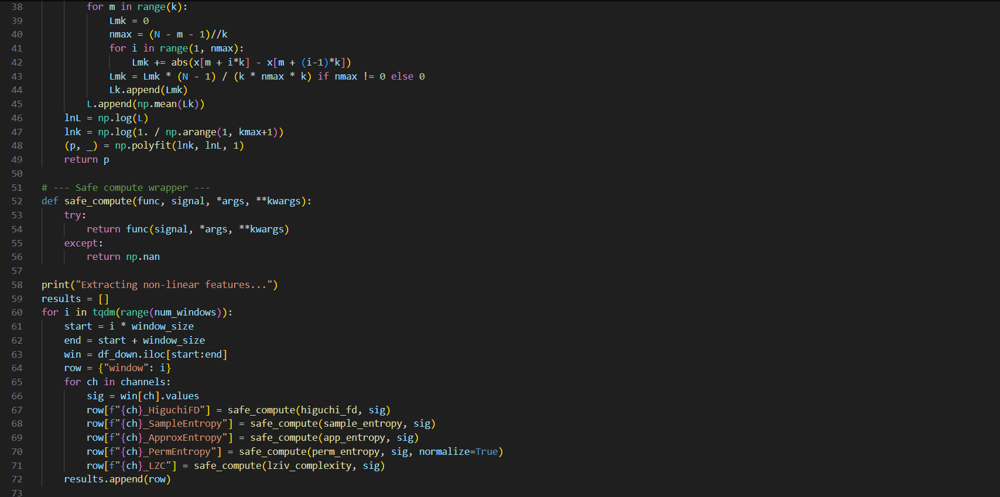 38 for m in range(k):
39 Lmk = 0
40 nmax = (N - m - 1)//k
41 for i in range(1, nmax):
42 Lmk += abs(x[m + i*k] - x[m + (i-1)*k])
43 Lmk = Lmk * (N - 1) / (k * nmax * k) if nmax != 0 else 0
44 Lk.append(Lmk)
45 L.append(np.mean(Lk))
46 lnL = np.log(L)
47 lnk = np.log(1. / np.arange(1, kmax+1))
48 (p, _) = np.polyfit(lnk, lnL, 1)
49 return p
50
51 # --- Safe compute wrapper ---
52 def safe_compute(func, signal, *args, **kwargs):
53 try:
54 return func(signal, *args, **kwargs)
55 except:
56 return np.nan
57
58 print("Extracting non-linear features...")
59 results = []
60 for i in tqdm(range(num_windows)):
61 start = i * window_size
62 end = start + window_size
63 win = df_down.iloc[start:end]
64 row = {"window": i}
65 for ch in channels:
66 sig = win[ch].values
67 row[f"{ch}_HiguchiFD"] = safe_compute(higuchi_fd, sig)
68 row[f"{ch}_SampleEntropy"] = safe_compute(sample_entropy, sig)
69 row[f"{ch}_ApproxEntropy"] = safe_compute(app_entropy, sig)
70 row[f"{ch}_PermEntropy"] = safe_compute(perm_entropy, sig, normalize=True)
71 row[f"{ch}_LZC"] = safe_compute(lziv_complexity, sig)
72 results.append(row)
73